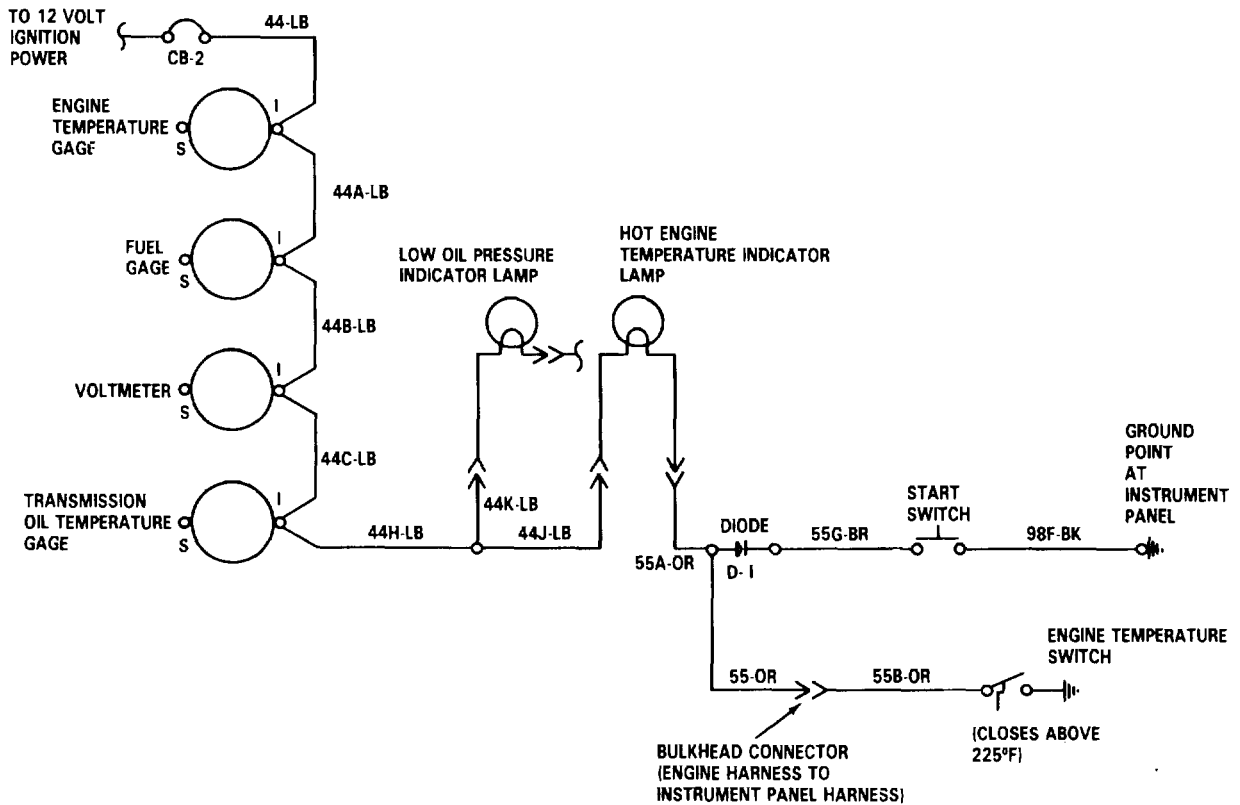 TO 12 VOLT
IGNITION
POWER
44-LB
CB-2
ENGINE
TEMPERATURE
GAGE
I
S
44A-LB
FUEL
GAGE
I
S
44B-LB
VOLTMETER
I
S
44C-LB
TRANSMISSION
OIL TEMPERATURE
GAGE
I
S
44H-LB
LOW OIL PRESSURE
INDICATOR LAMP
44K-LB
44J-LB
HOT ENGINE
TEMPERATURE INDICATOR
LAMP
55A-OR
DIODE
D-1
55G-BR
START
SWITCH
98F-BK
GROUND
POINT
AT
INSTRUMENT
PANEL
55-OR
55B-OR
ENGINE TEMPERATURE
SWITCH
(CLOSES ABOVE
225°F)
BULKHEAD CONNECTOR
(ENGINE HARNESS TO
INSTRUMENT PANEL HARNESS)